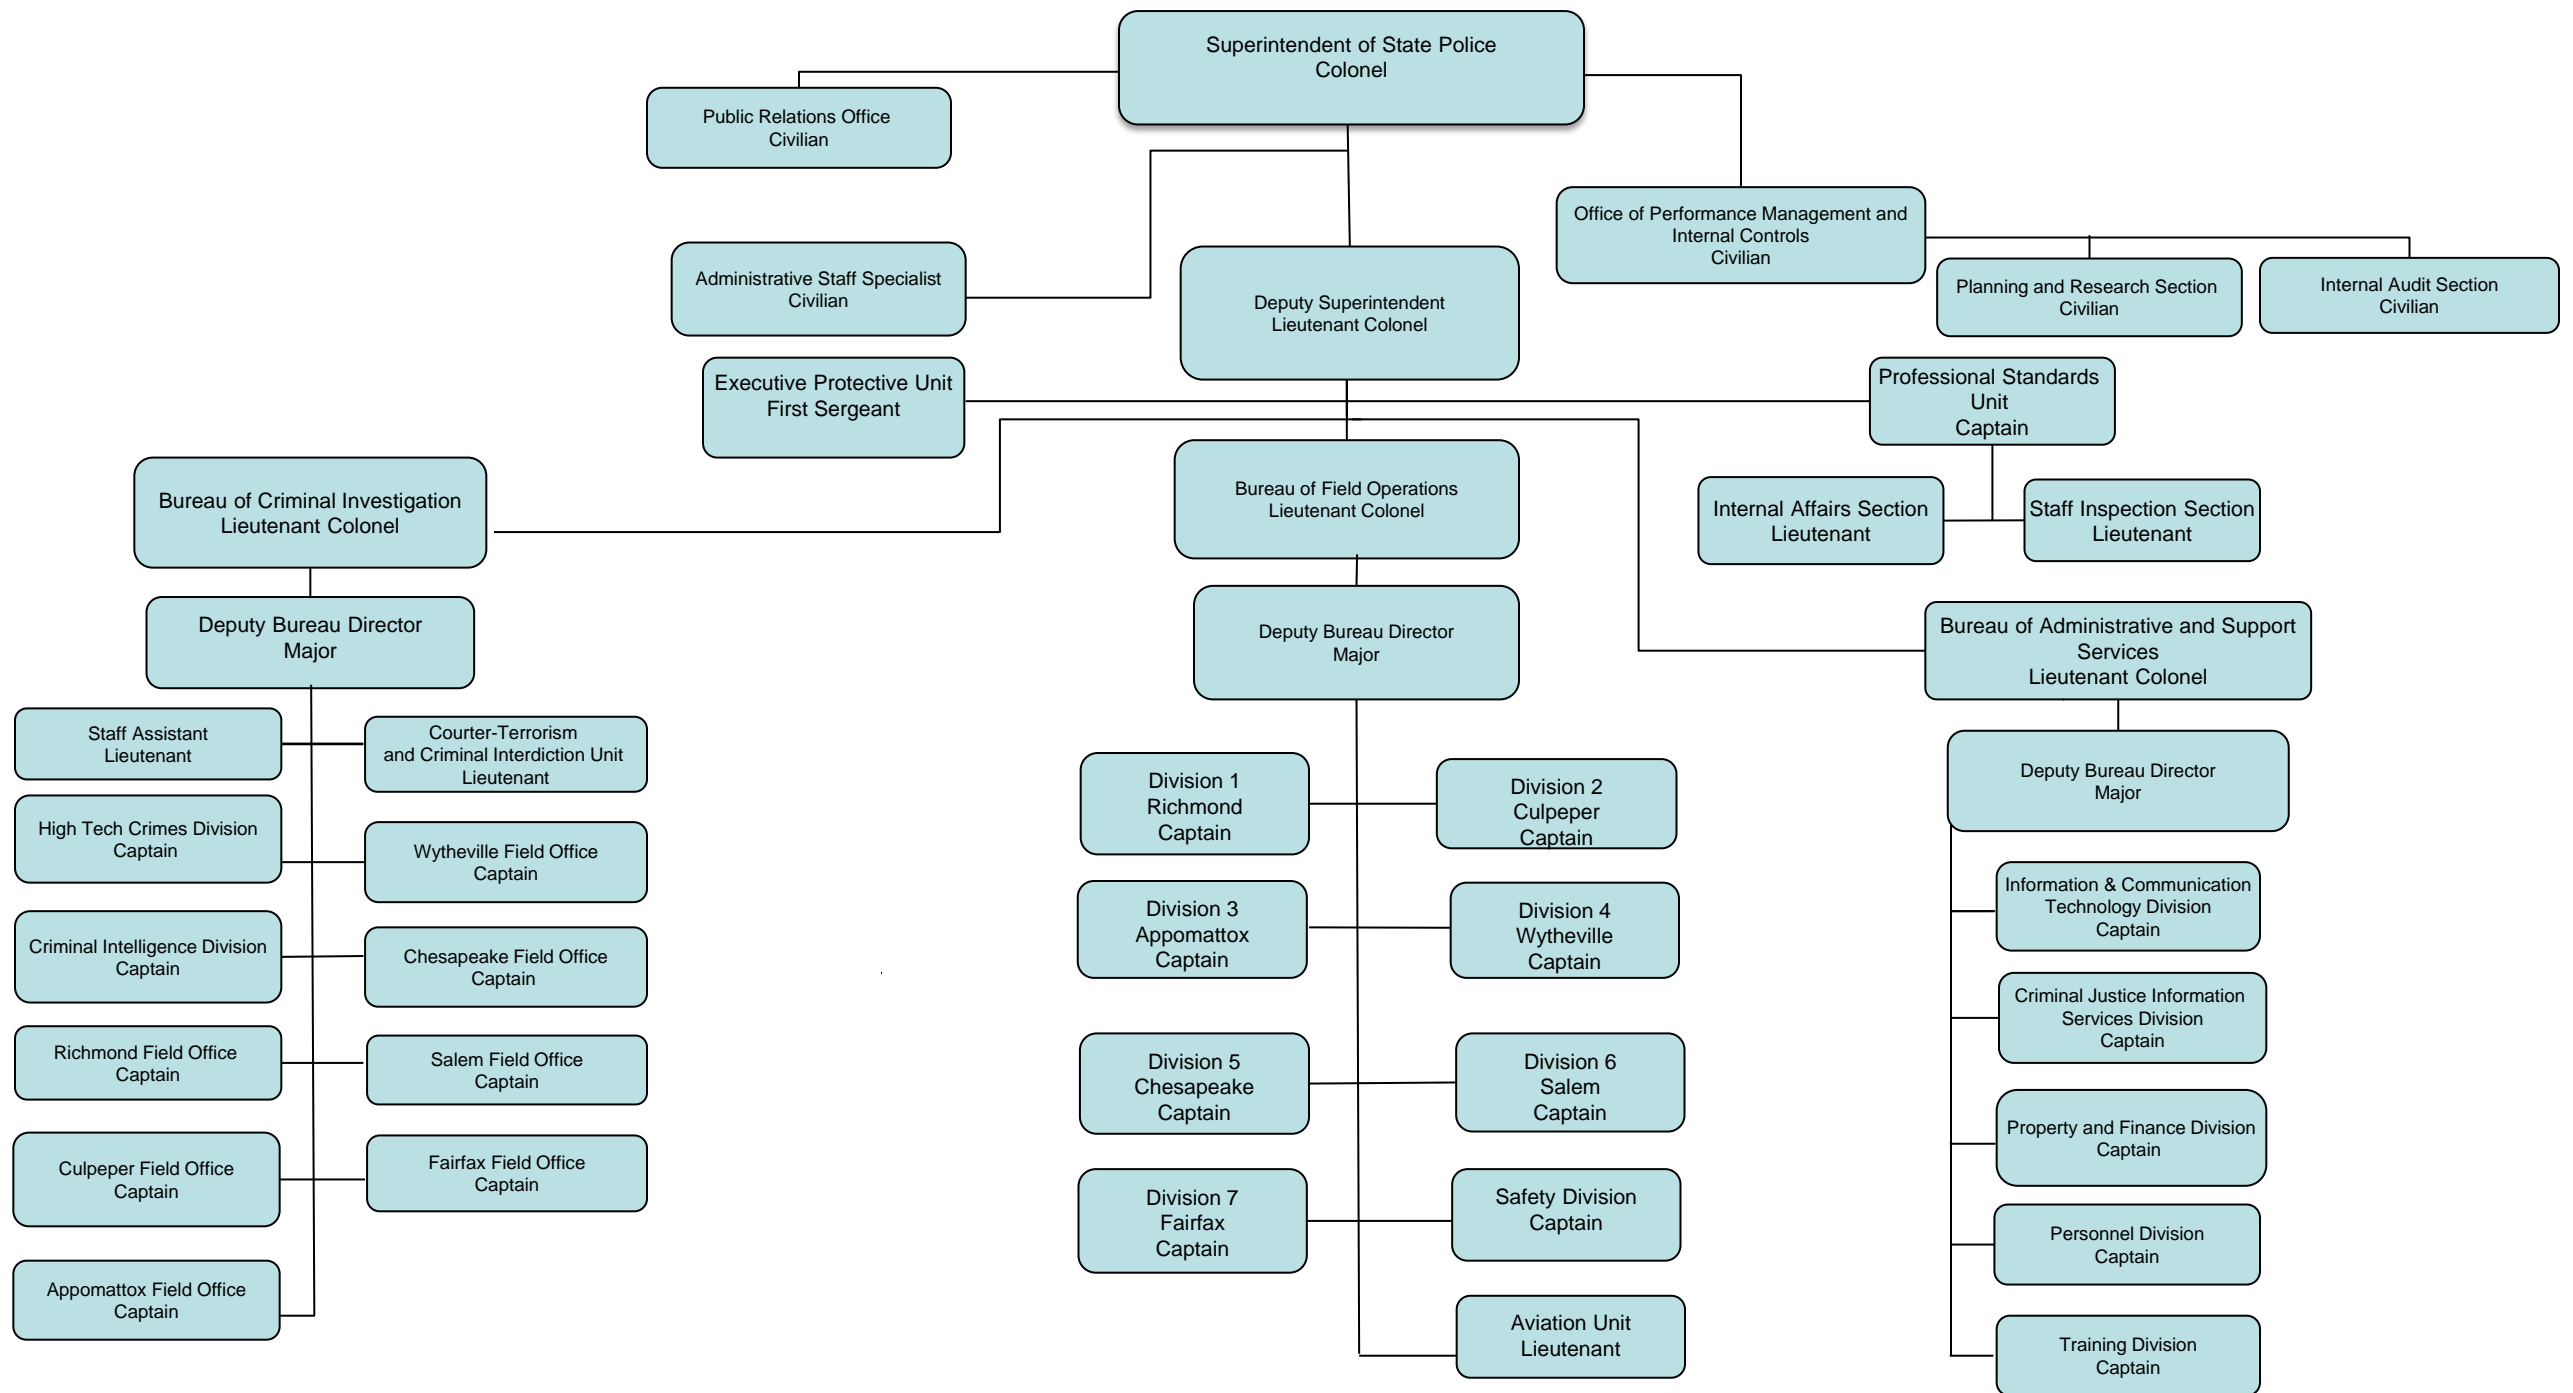 Superintendent of State Police
Colonel
Public Relations Office
Civilian
Office of Performance Management and
Internal Controls
Civilian
Administrative Staff Specialist
Civilian
Deputy Superintendent
Lieutenant Colonel
Planning and Research Section
Civilian
Internal Audit Section
Civilian
Executive Protective Unit
First Sergeant
Professional Standards
Unit
Captain
Bureau of Criminal Investigation
Lieutenant Colonel
Bureau of Field Operations
Lieutenant Colonel
Internal Affairs Section
Lieutenant
Staff Inspection Section
Lieutenant
Deputy Bureau Director
Major
Deputy Bureau Director
Major
Bureau of Administrative and Support
Services
Lieutenant Colonel
Deputy Bureau Director
Major
Staff Assistant
Lieutenant
Courter-Terrorism
and Criminal Interdiction Unit
Lieutenant
High Tech Crimes Division
Captain
Wytheville Field Office
Captain
Criminal Intelligence Division
Captain
Chesapeake Field Office
Captain
Richmond Field Office
Captain
Salem Field Office
Captain
Culpeper Field Office
Captain
Fairfax Field Office
Captain
Appomattox Field Office
Captain
Division 1
Richmond
Captain
Division 2
Culpeper
Captain
Division 3
Appomattox
Captain
Division 4
Wytheville
Captain
Division 5
Chesapeake
Captain
Division 6
Salem
Captain
Division 7
Fairfax
Captain
Safety Division
Captain
Aviation Unit
Lieutenant
Information & Communication
Technology Division
Captain
Criminal Justice Information
Services Division
Captain
Property and Finance Division
Captain
Personnel Division
Captain
Training Division
Captain